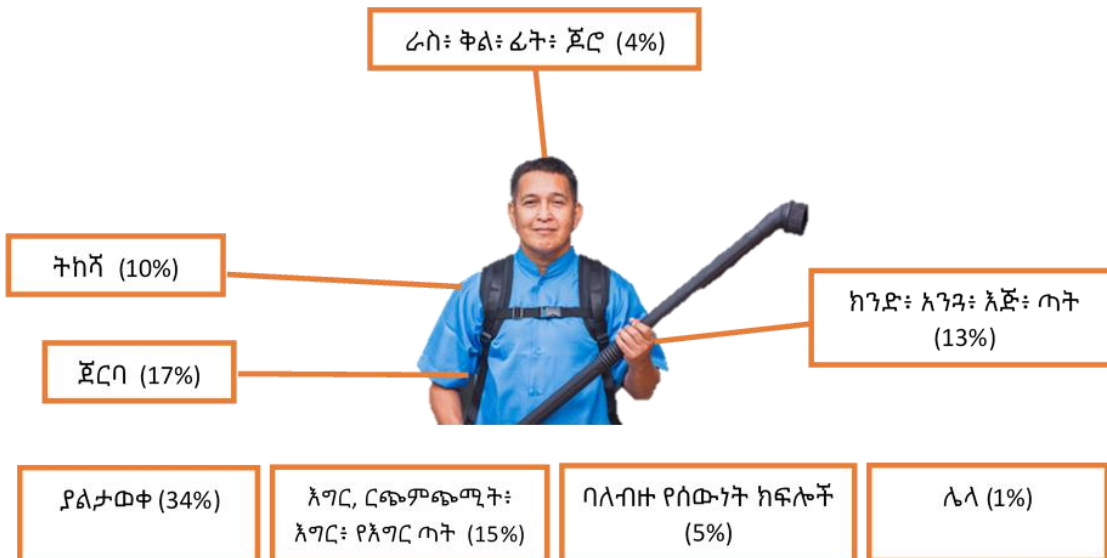 ራስ፥ ቅል፥ ፊት፥ ጆሮ (4%)
ትከሻ (10%)
ክንድ፥ አንጓ፥ እጅ፥ ጣት
(13%)
ጀርባ (17%)
ያልታወቀ (34%)
እግር, ርጭምጭሚት፥
እግር፥ የእግር ጣት (15%)
ባለብዙ የሰውነት ክፍሎች
(5%)
ሌላ (1%)